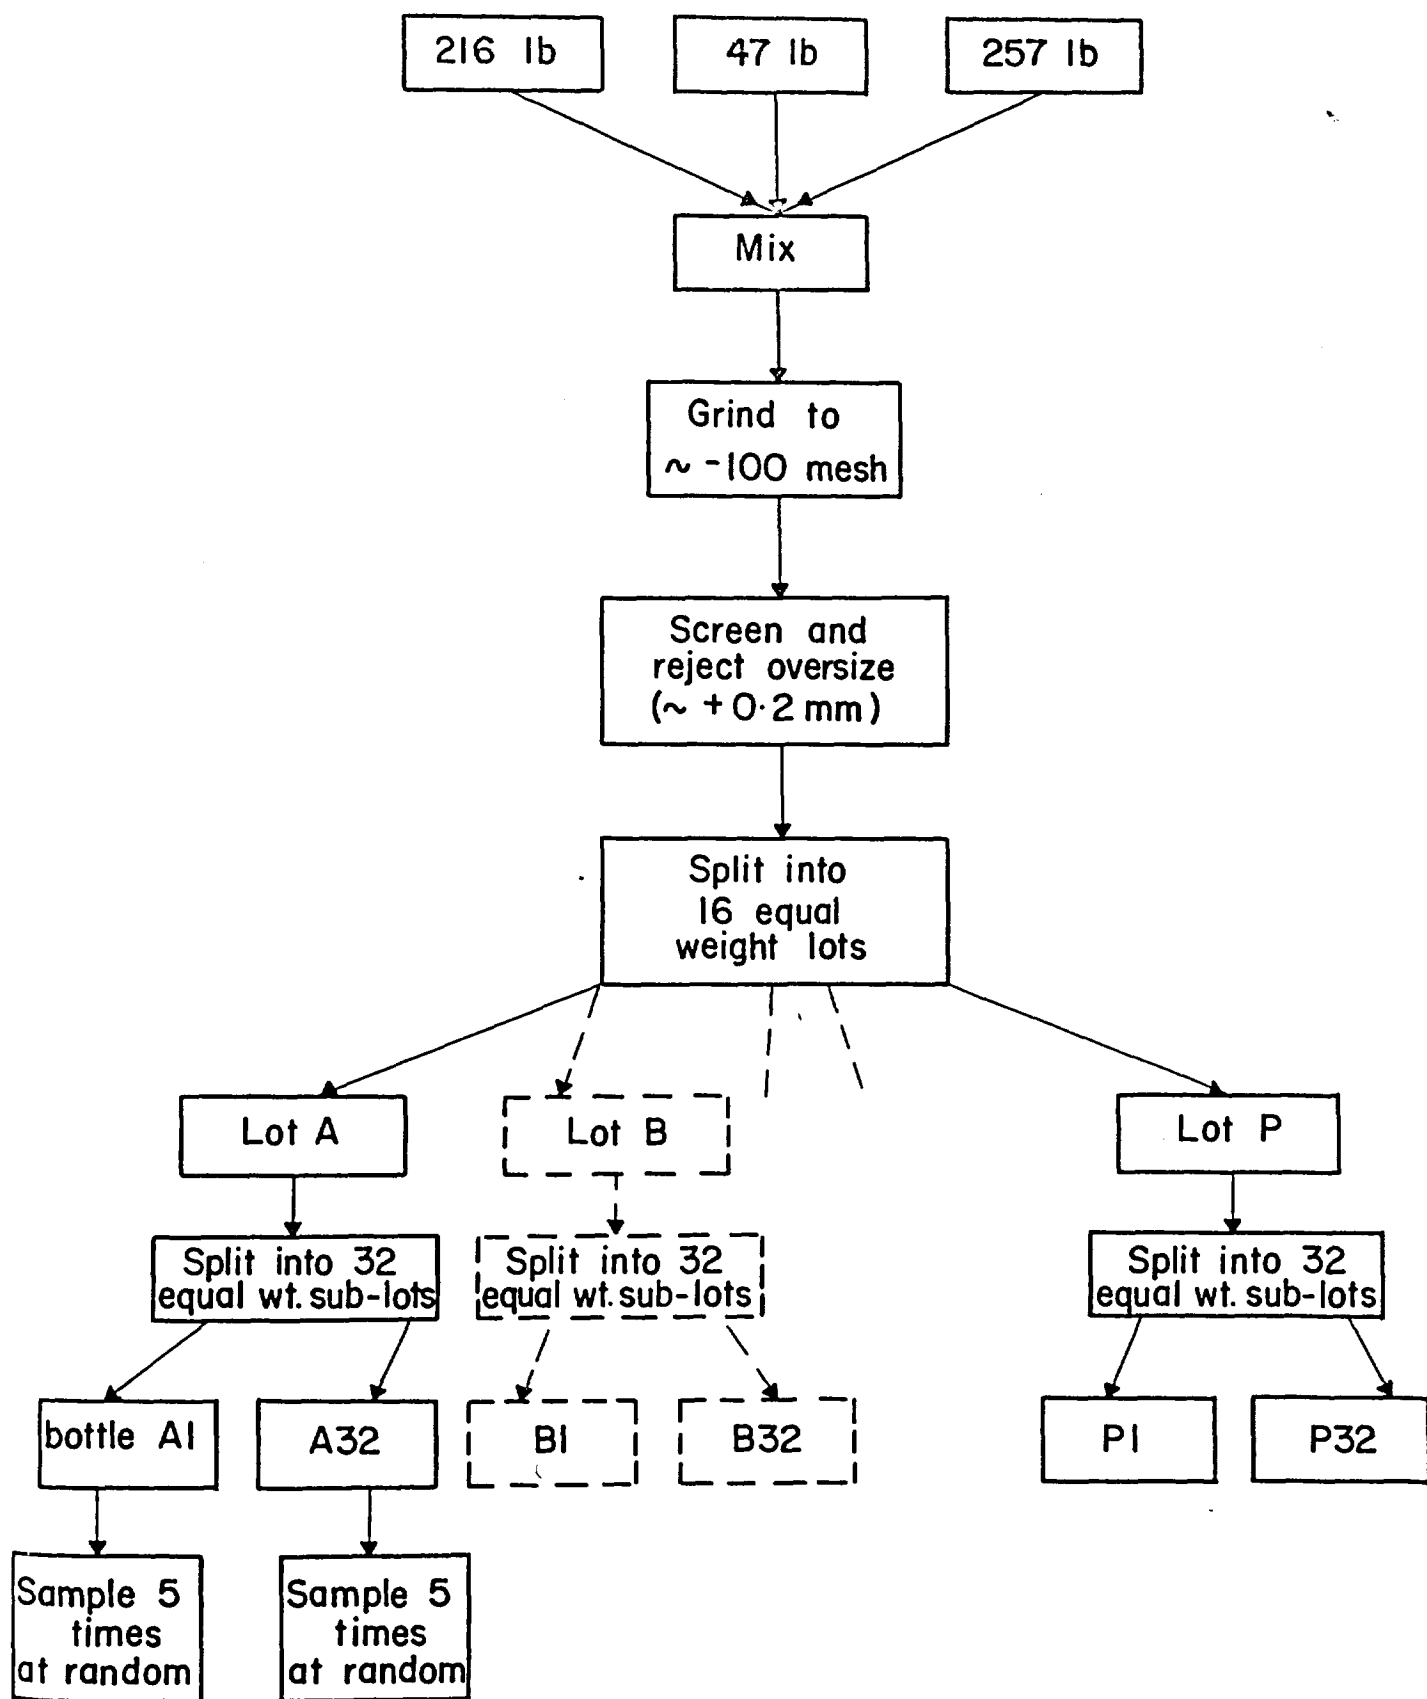 216 lb
47 lb
257 lb
Mix
Grind to
~ -100 mesh
Screen and
reject oversize
(~ +0·2 mm)
Split into
16 equal
weight lots
Lot A
Lot B
Lot P
Split into 32
equal wt. sub-lots
Split into 32
equal wt. sub-lots
Split into 32
equal wt. sub-lots
bottle A1
A32
B1
B32
P1
P32
Sample 5
times
at random
Sample 5
times
at random